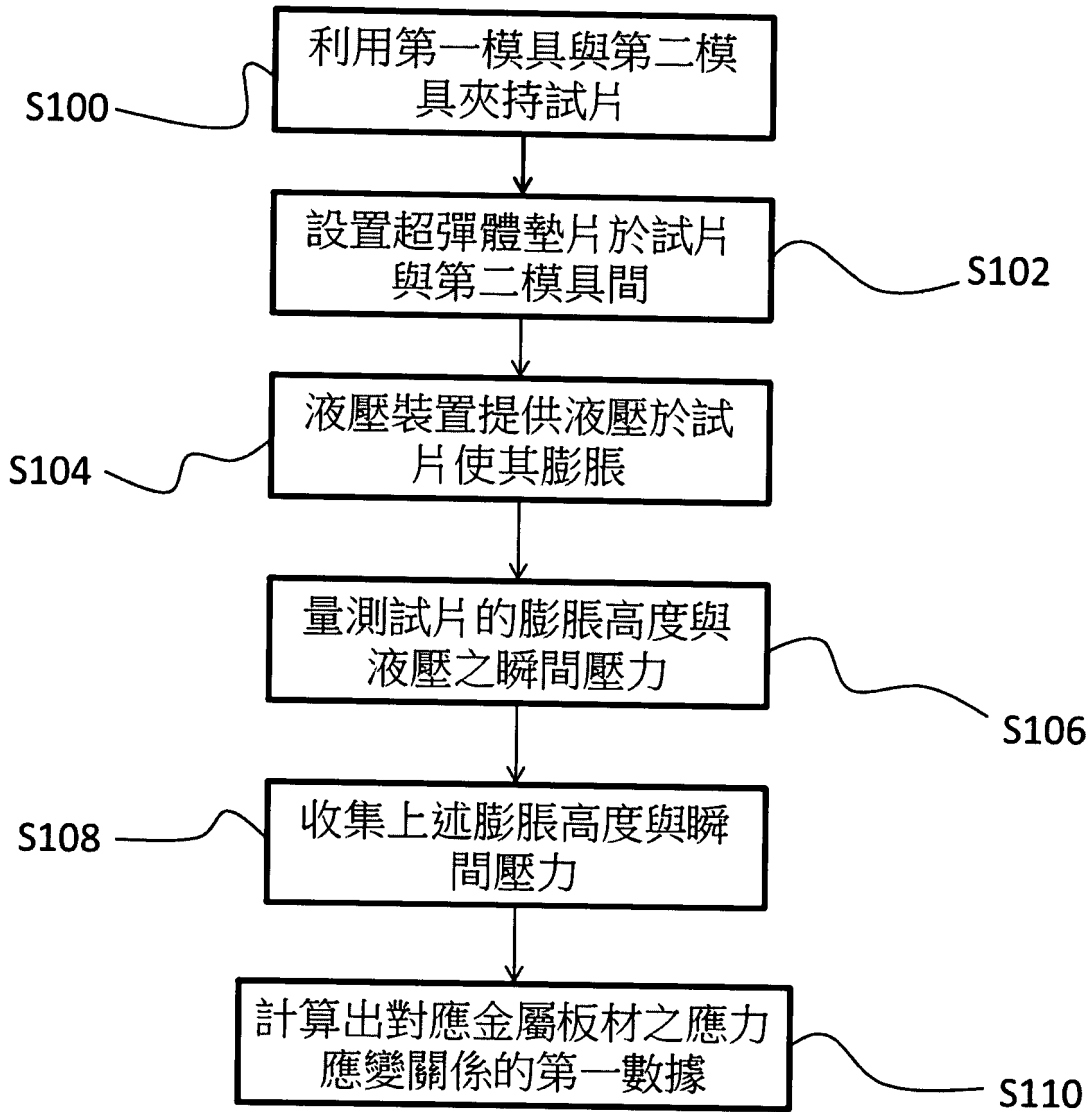 利用第一模具與第二模
具夾持試片
S100
設置超彈體墊片於試片
與第二模具間
S102
液壓裝置提供液壓於試
片使其膨脹
S104
量測試片的膨脹高度與
液壓之瞬間壓力
S106
收集上述膨脹高度與瞬
間壓力
S108
計算出對應金屬板材之應力
應變關係的第一數據
S110